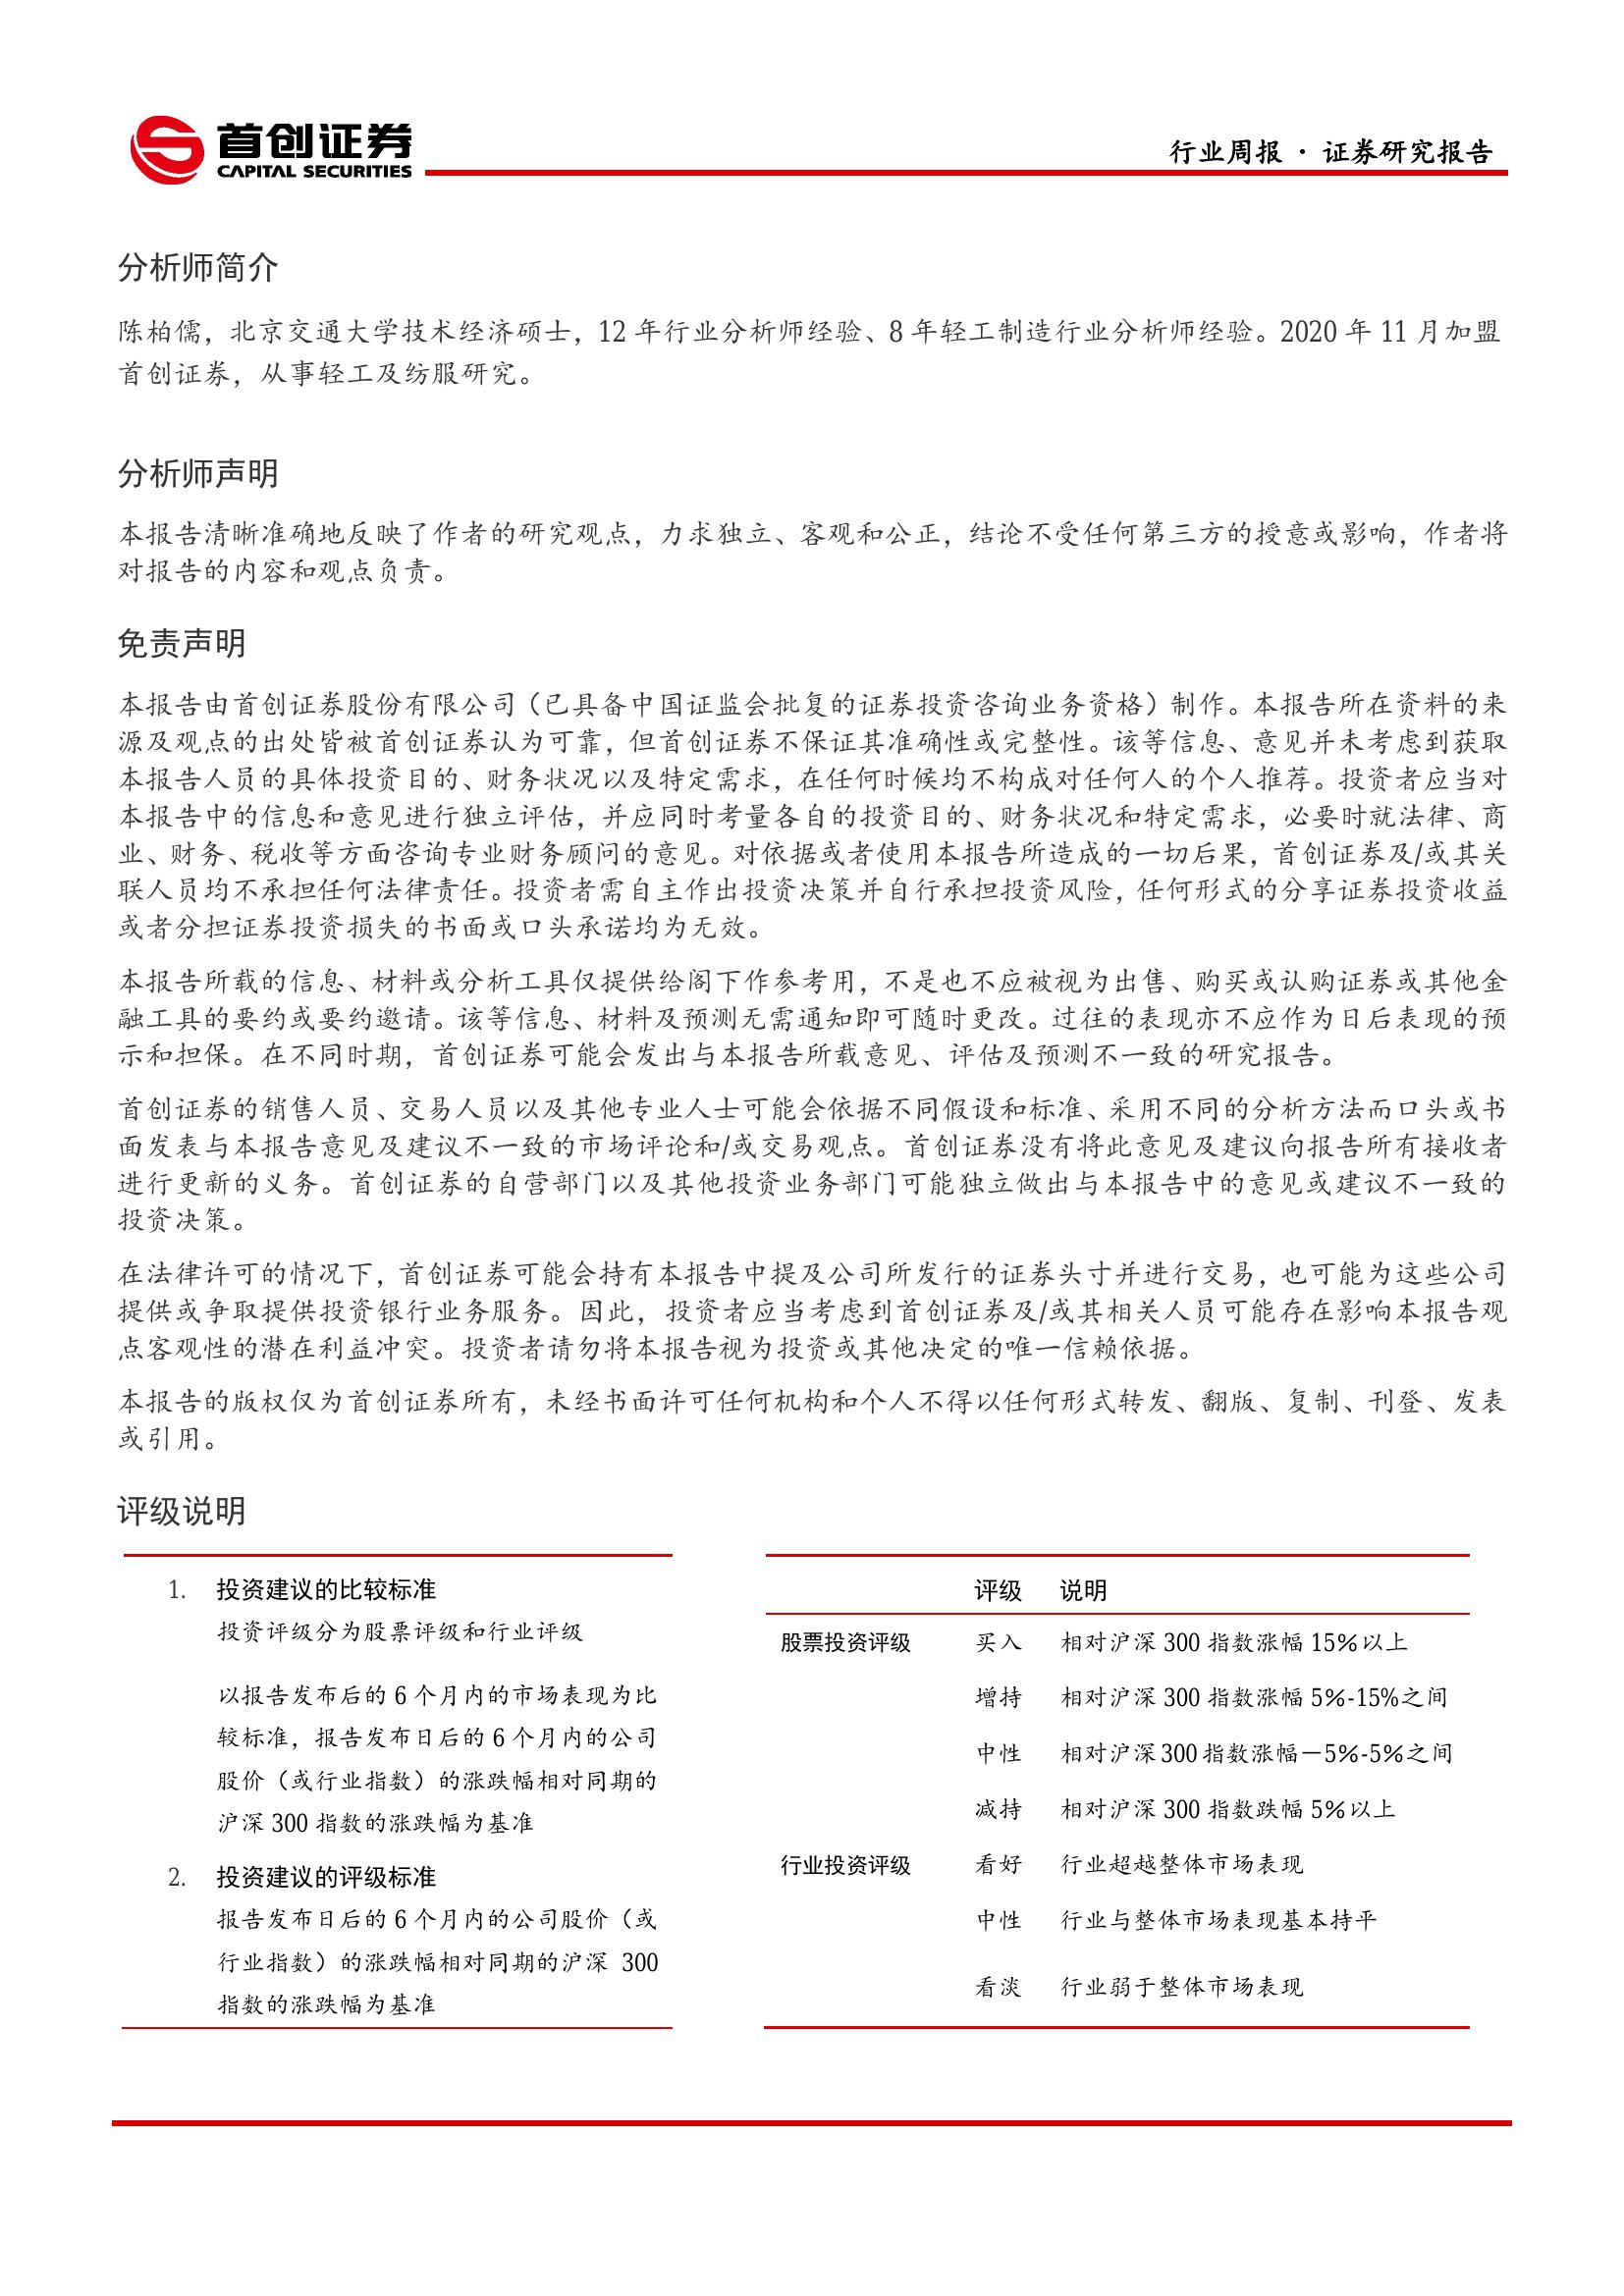 首创证券
CAPITAL SECURITIES
行业周报 · 证券研究报告
分析师简介
陈柏儒，北京交通大学技术经济硕士，12 年行业分析师经验、8 年轻工制造行业分析师经验。2020 年 11 月加盟
首创证券，从事轻工及纺服研究。
分析师声明
本报告清晰准确地反映了作者的研究观点，力求独立、客观和公正，结论不受任何第三方的授意或影响，作者将
对报告的内容和观点负责。
免责声明
本报告由首创证券股份有限公司（已具备中国证监会批复的证券投资咨询业务资格）制作。本报告所在资料的来
源及观点的出处皆被首创证券认为可靠，但首创证券不保证其准确性或完整性。该等信息、意见并未考虑到获取
本报告人员的具体投资目的、财务状况以及特定需求，在任何时候均不构成对任何人的个人推荐。投资者应当对
本报告中的信息和意见进行独立评估，并应同时考量各自的投资目的、财务状况和特定需求，必要时就法律、商
业、财务、税收等方面咨询专业财务顾问的意见。对依据或者使用本报告所造成的一切后果，首创证券及/或其关
联人员均不承担任何法律责任。投资者需自主作出投资决策并自行承担投资风险，任何形式的分享证券投资收益
或者分担证券投资损失的书面或口头承诺均为无效。
本报告所载的信息、材料或分析工具仅提供给阁下作参考用，不是也不应被视为出售、购买或认购证券或其他金
融工具的要约或要约邀请。该等信息、材料及预测无需通知即可随时更改。过往的表现亦不应作为日后表现的预
示和担保。在不同时期，首创证券可能会发出与本报告所载意见、评估及预测不一致的研究报告。
首创证券的销售人员、交易人员以及其他专业人士可能会依据不同假设和标准、采用不同的分析方法而口头或书
面发表与本报告意见及建议不一致的市场评论和/或交易观点。首创证券没有将此意见及建议向报告所有接收者
进行更新的义务。首创证券的自营部门以及其他投资业务部门可能独立做出与本报告中的意见或建议不一致的
投资决策。
在法律许可的情况下，首创证券可能会持有本报告中提及公司所发行的证券头寸并进行交易，也可能为这些公司
提供或争取提供投资银行业务服务。因此，投资者应当考虑到首创证券及/或其相关人员可能存在影响本报告观
点客观性的潜在利益冲突。投资者请勿将本报告视为投资或其他决定的唯一信赖依据。
本报告的版权仅为首创证券所有，未经书面许可任何机构和个人不得以任何形式转发、翻版、复制、刊登、发表
或引用。
评级说明
1. 投资建议的比较标准
投资评级分为股票评级和行业评级
以报告发布后的 6 个月内的市场表现为比
较标准，报告发布日后的 6 个月内的公司
股价（或行业指数）的涨跌幅相对同期的
沪深 300 指数的涨跌幅为基准
2. 投资建议的评级标准
报告发布日后的 6 个月内的公司股价（或
行业指数）的涨跌幅相对同期的沪深 300
指数的涨跌幅为基准
评级 说明
股票投资评级 买入 相对沪深 300 指数涨幅 15%以上
增持 相对沪深 300 指数涨幅 5%-15%之间
中性 相对沪深 300 指数涨幅－5%-5%之间
减持 相对沪深 300 指数跌幅 5%以上
行业投资评级 看好 行业超越整体市场表现
中性 行业与整体市场表现基本持平
看淡 行业弱于整体市场表现